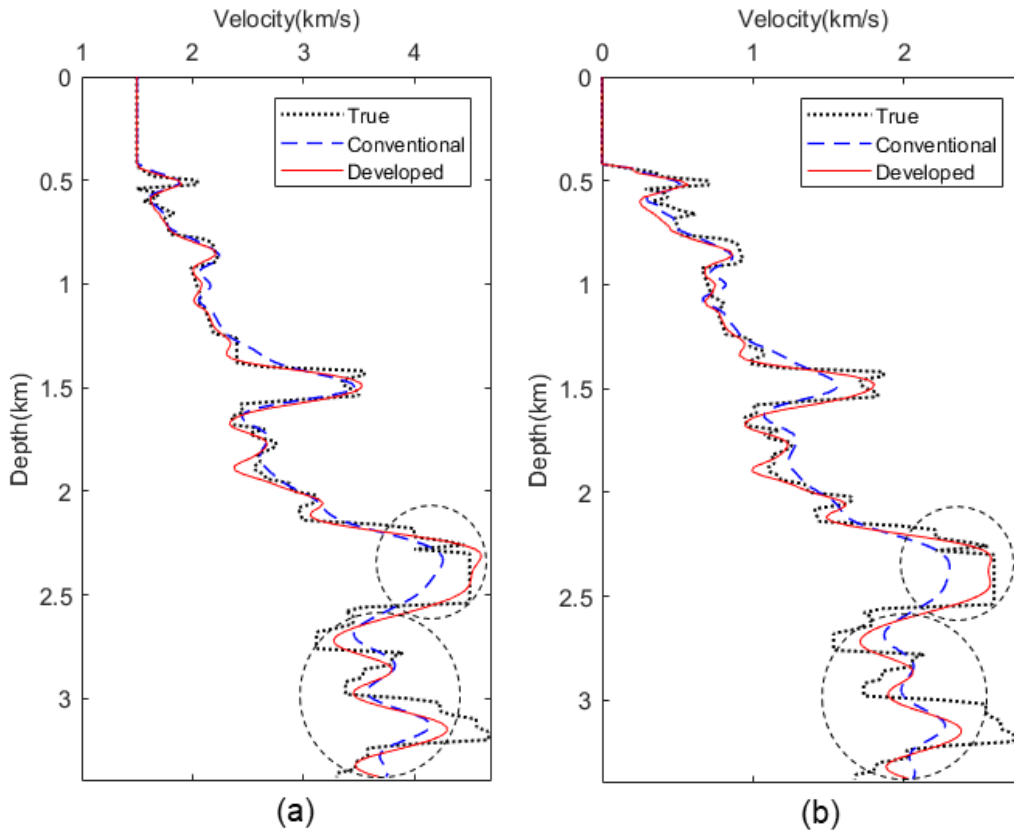 Velocity(km/s)
1 2 3 4
0
0.5
1
1.5
2
2.5
3
Depth(km)
True
Conventional
Developed
(a)
Velocity(km/s)
0 1 2
0
0.5
1
1.5
2
2.5
3
Depth(km)
True
Conventional
Developed
(b)